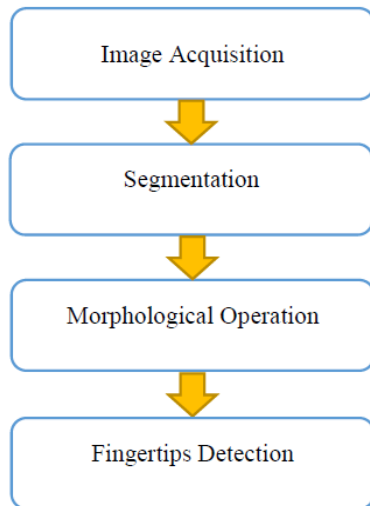 Image Acquisition
Segmentation
Morphological Operation
Fingertips Detection